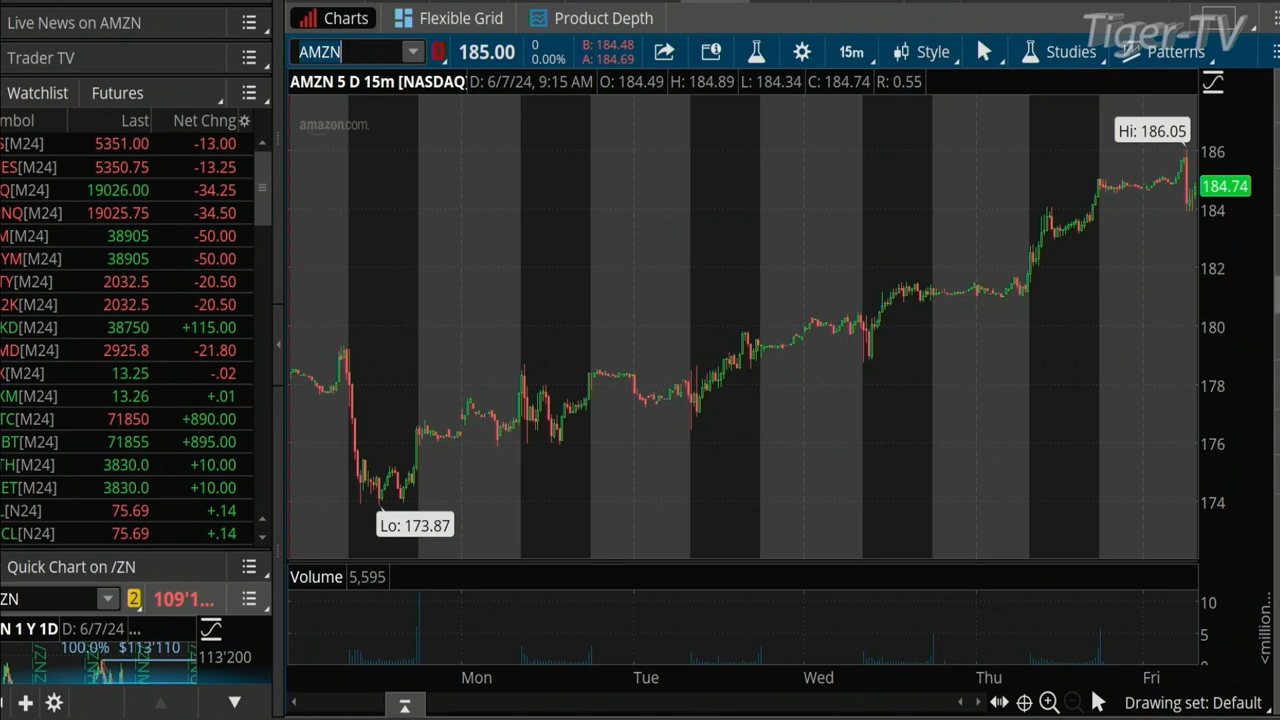 Live News on AMZN
Trader TV
Watchlist Futures
mbol Last Net Chng
S[M24] 5351.00 -13.00
ES[M24] 5350.75 -13.25
Q[M24] 19026.00 -34.25
NQ[M24] 19025.75 -34.50
M[M24] 38905 -50.00
YM[M24] 38905 -50.00
TY[M24] 2032.5 -20.50
2K[M24] 2032.5 -20.50
KD[M24] 38750 +115.00
MD[M24] 2925.8 -21.80
X[M24] 13.25 -.02
XM[M24] 13.26 +.01
TC[M24] 71850 +890.00
BT[M24] 71855 +895.00
TH[M24] 3830.0 +10.00
ET[M24] 3830.0 +10.00
L[N24] 75.69 +.14
CL[N24] 75.69 +.14
Quick Chart on /ZN
ZN 2 109'1...
N 1 Y 1D D: 6/7/24 ...
100.0% $113'110
113'200
Charts Flexible Grid Product Depth
Tiger-TV
AMZN 185.00 0 0.00% B: 184.48 A: 184.69 15m Style Studies Patterns
AMZN 5 D 15m [NASDAQ D: 6/7/24, 9:15 AM O: 184.49 H: 184.89 L: 184.34 C: 184.74 R: 0.55
amazon.com
Hi: 186.05
186
184.74
184
182
180
178
176
174
Lo: 173.87
Volume 5,595
10
5
0
<million...
Mon Tue Wed Thu Fri
Drawing set: Default